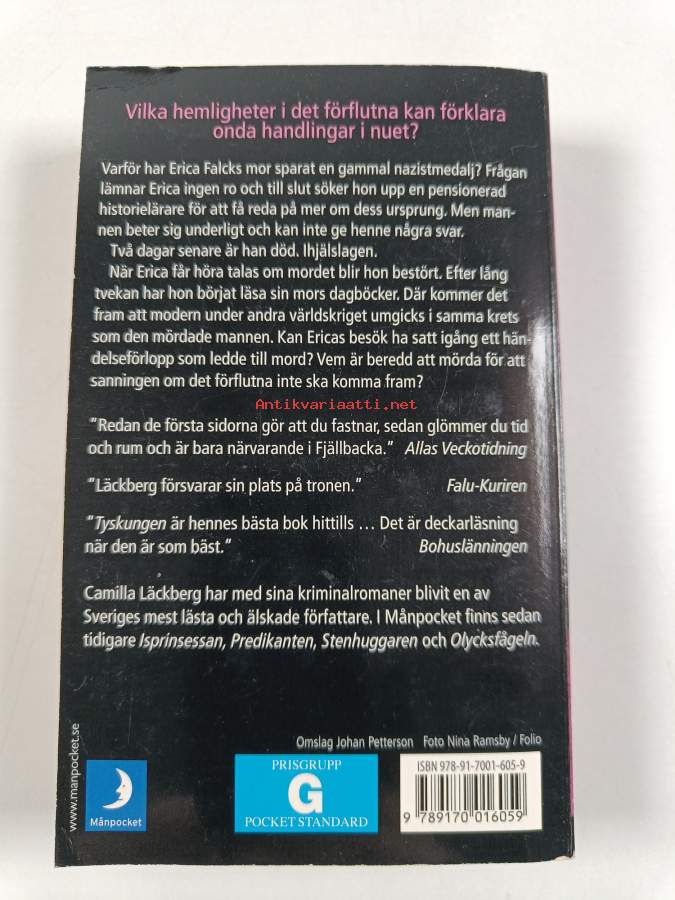 Vilka hemligheter i det förflutna kan förklara
onda handlingar i nuet?
Varför har Erica Falcks mor sparat en gammal nazistmedalj? Frågan
lämnar Erica ingen ro och till slut söker hon upp en pensionerad
historielärare för att få reda på mer om dess ursprung. Men man-
nen beter sig underligt och kan inte ge henne några svar.
Två dagar senare är han död. Ihjälslagen.
När Erica får höra talas om mordet blir hon bestört. Efter lång
tvekan har hon börjat läsa sin mors dagböcker. Där kommer det
fram att modern under andra världskriget umgicks i samma krets
som den mördade mannen. Kan Ericas besök ha satt igång ett hän-
delseförlopp som ledde till mord? Vem är beredd att mörda för att
sanningen om det förflutna inte ska komma fram?
Antikvariaatti.net
"Redan de första sidorna gör att du fastnar, sedan glömmer du tid
och rum och är bara närvarande i Fjällbacka." Allas Veckotidning
"Läckberg försvarar sin plats på tronen." Falu-Kuriren
"Tyskungen är hennes bästa bok hittills ... Det är deckarläsning
när den är som bäst." Bohuslänningen
Camilla Läckberg har med sina kriminalromaner blivit en av
Sveriges mest lästa och älskade författare. I Månpocket finns sedan
tidigare Isprinsessan, Predikanten, Stenhuggaren och Olycksfågeln.
Omslag Johan Petterson Foto Nina Ramsby / Folio
www.manpocket.se
Månpocket
PRISGRUPP
G
POCKET STANDARD
ISBN 978-91-7001-605-9
9 789170 016059